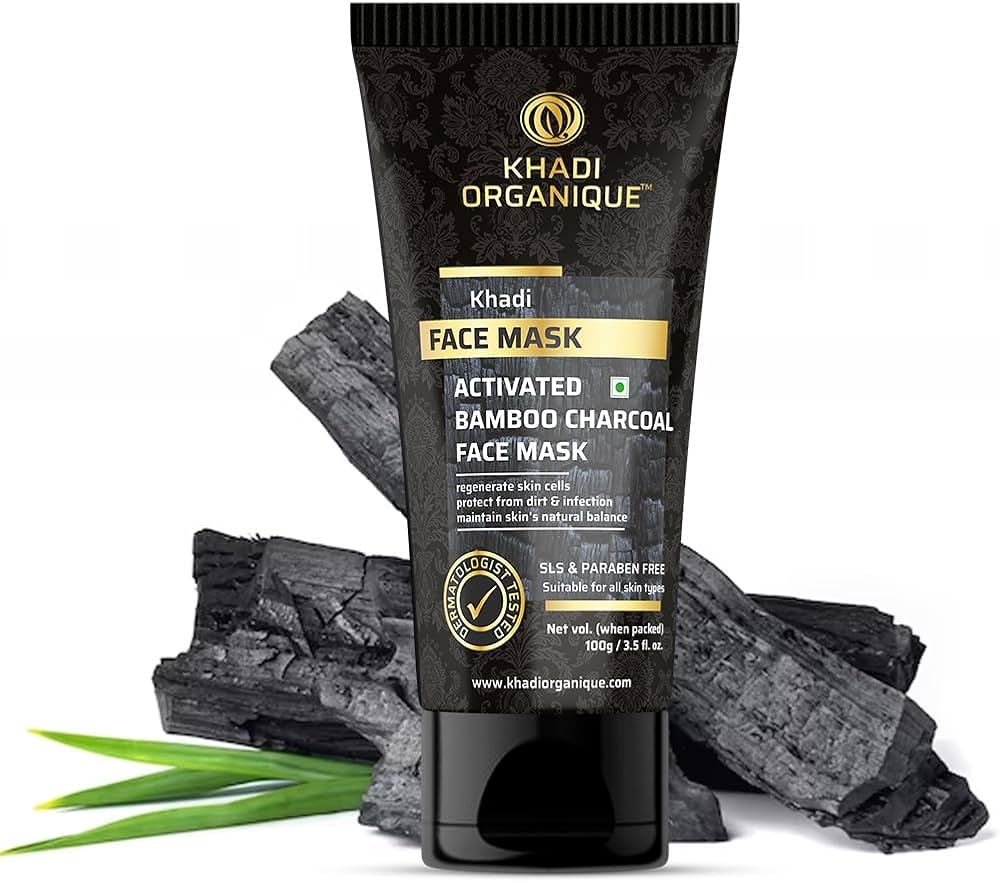 KHADI
ORGANIQUE™
Khadi
FACE MASK
ACTIVATED
BAMBOO CHARCOAL
FACE MASK
regenerate skin cells
protect from dirt & infection
maintain skin's natural balance
DERMATOLOGIST TESTED
SLS & PARABEN FREE
Suitable for all skin types
Net vol. (when packed)
100g / 3.5 fl. oz.
www.khadiorganique.com